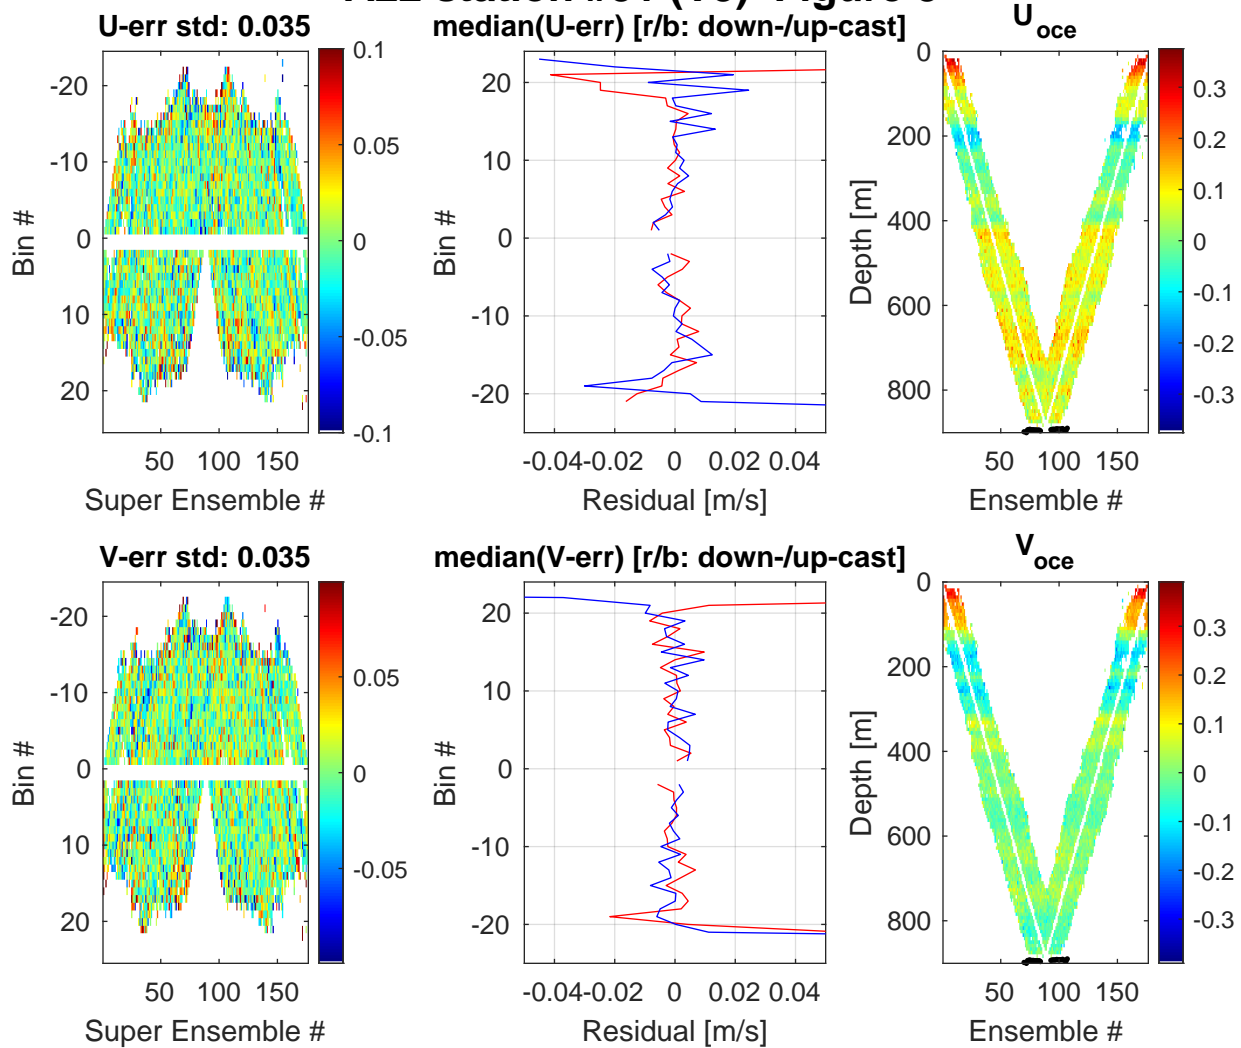 U-err std: 0.035
median(U-err) [r/b: down-/up-cast]
U_oce
-20
-10
0
10
20
Bin #
50 100 150
Super Ensemble #
0.1
0.05
0
-0.05
-0.1
20
10
0
-10
-20
Bin #
-0.04 -0.02 0 0.02 0.04
Residual [m/s]
0
200
400
600
800
Depth [m]
50 100 150
Ensemble #
0.3
0.2
0.1
0
-0.1
-0.2
-0.3
V-err std: 0.035
median(V-err) [r/b: down-/up-cast]
V_oce
-20
-10
0
10
20
Bin #
50 100 150
Super Ensemble #
0.05
0
-0.05
20
10
0
-10
-20
Bin #
-0.04 -0.02 0 0.02 0.04
Residual [m/s]
0
200
400
600
800
Depth [m]
50 100 150
Ensemble #
0.3
0.2
0.1
0
-0.1
-0.2
-0.3